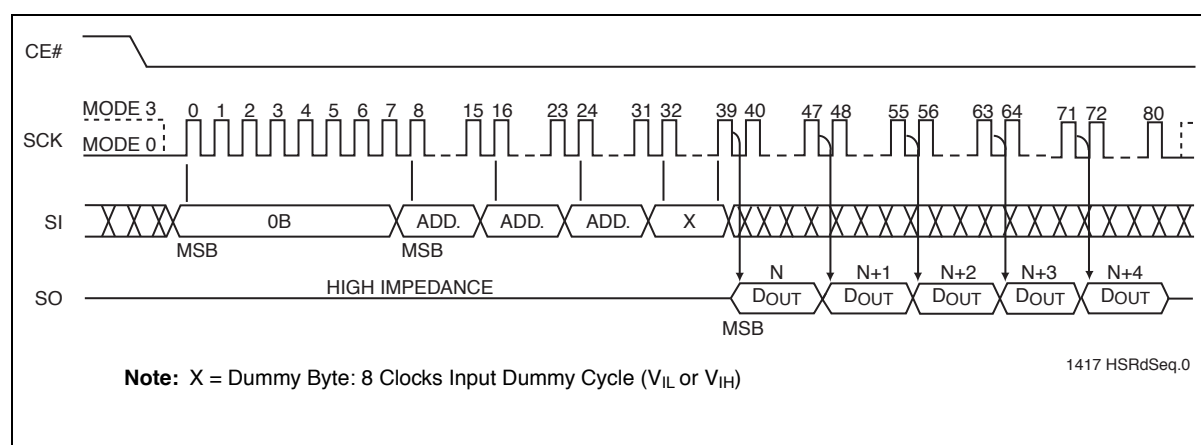 CE#
MODE 3
0 1 2 3 4 5 6 7 8 15 16 23 24 31 32 39 40 47 48 55 56 63 64 71 72 80
SCK
MODE 0
SI
0B ADD. ADD. ADD. X
MSB MSB
N N+1 N+2 N+3 N+4
HIGH IMPEDANCE
SO
DOUT DOUT DOUT DOUT DOUT
MSB
1417 HSRdSeq.0
Note: X = Dummy Byte: 8 Clocks Input Dummy Cycle (VIL or VIH)